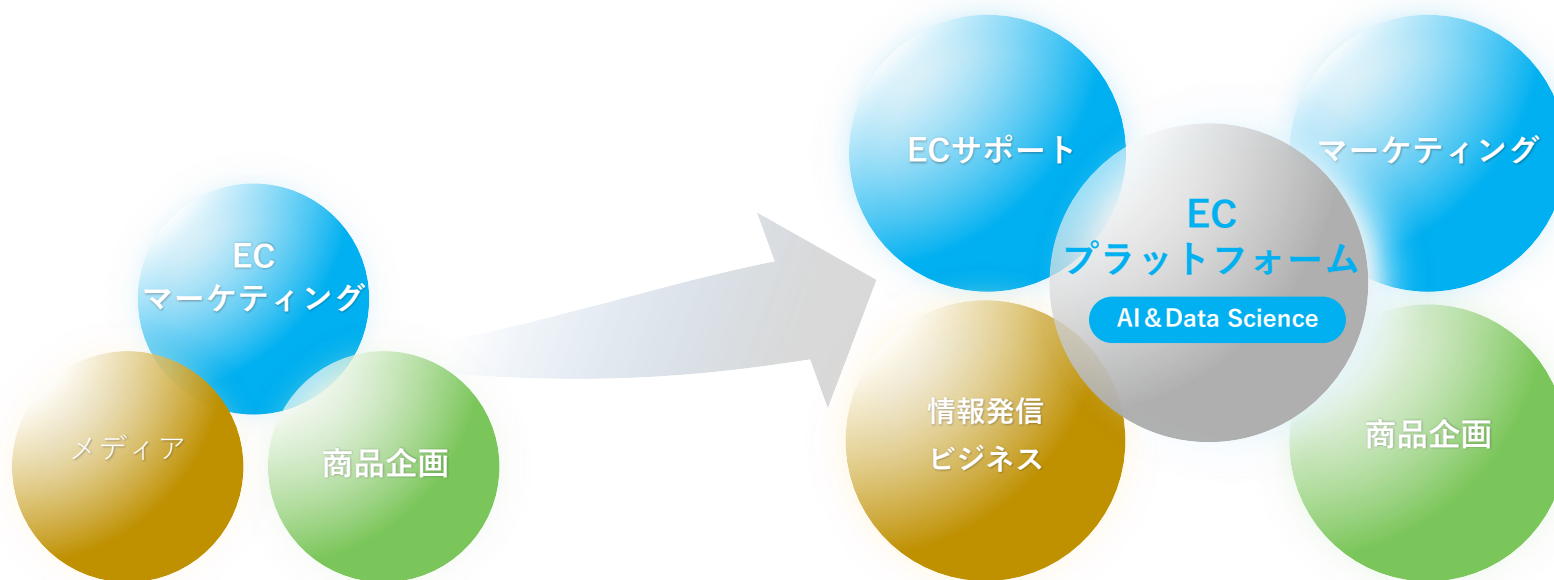 EC
マーケティング
メディア
商品企画
ECサポート
マーケティング
EC
プラットフォーム
AI＆Data Science
情報発信
ビジネス
商品企画